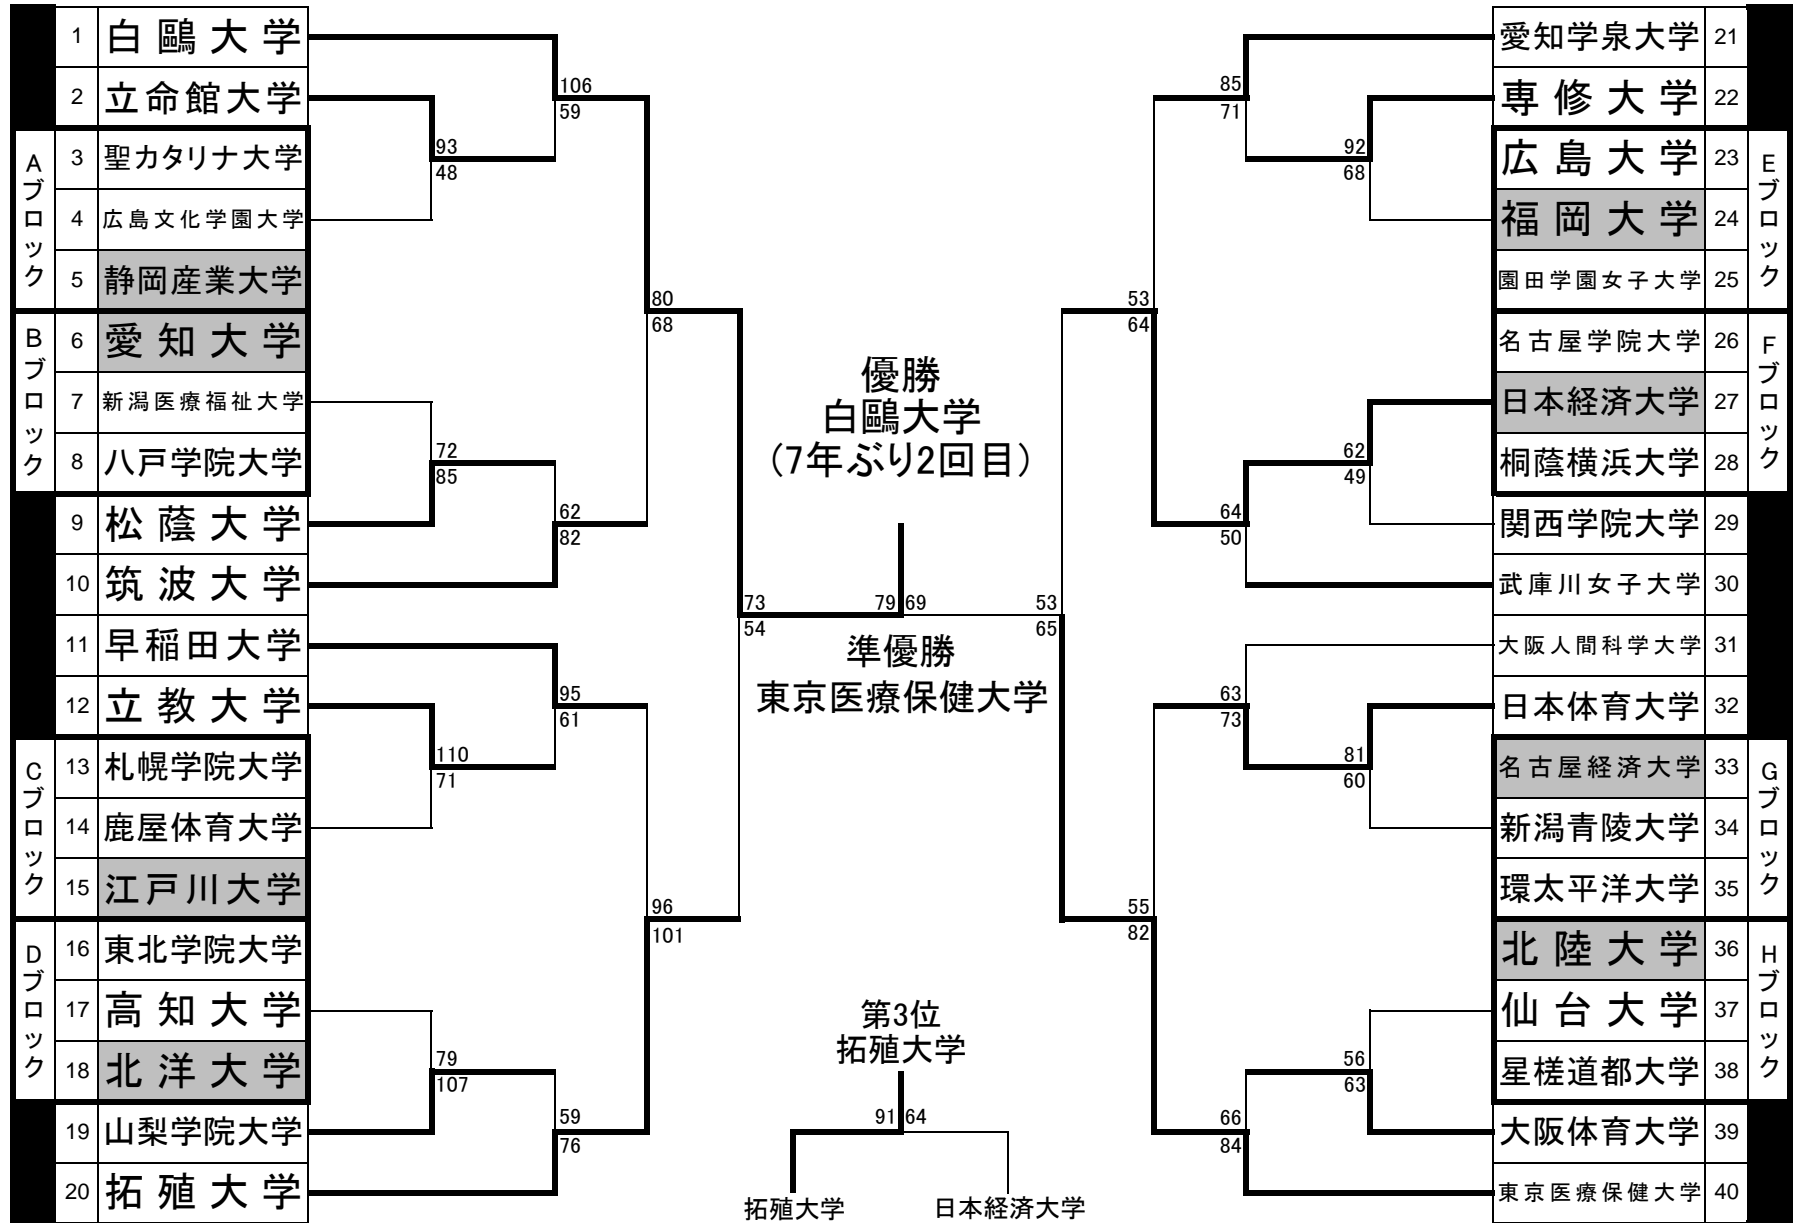 1 白鷗大学
2 立命館大学
Aブロック
3 聖カタリナ大学
4 広島文化学園大学
5 静岡産業大学
Bブロック
6 愛知大学
7 新潟医療福祉大学
8 八戸学院大学
9 松蔭大学
10 筑波大学
11 早稲田大学
12 立教大学
Cブロック
13 札幌学院大学
14 鹿屋体育大学
15 江戸川大学
Dブロック
16 東北学院大学
17 高知大学
18 北洋大学
19 山梨学院大学
20 拓殖大学
93
48
72
85
110
71
79
107
106
59
62
82
95
61
59
76
80
68
96
101
73
54
優勝
白鷗大学
(7年ぶり2回目)
79 69
準優勝
東京医療保健大学
第3位
拓殖大学
91 64
拓殖大学 日本経済大学
53
65
53
64
55
82
85
71
64
50
63
73
66
84
92
68
62
49
81
60
56
63
愛知学泉大学 21
専修大学 22
広島大学 23
福岡大学 24
園田学園女子大学 25
Eブロック
名古屋学院大学 26
日本経済大学 27
桐蔭横浜大学 28
Fブロック
関西学院大学 29
武庫川女子大学 30
大阪人間科学大学 31
日本体育大学 32
名古屋経済大学 33
新潟青陵大学 34
環太平洋大学 35
Gブロック
北陸大学 36
仙台大学 37
星槎道都大学 38
Hブロック
大阪体育大学 39
東京医療保健大学 40